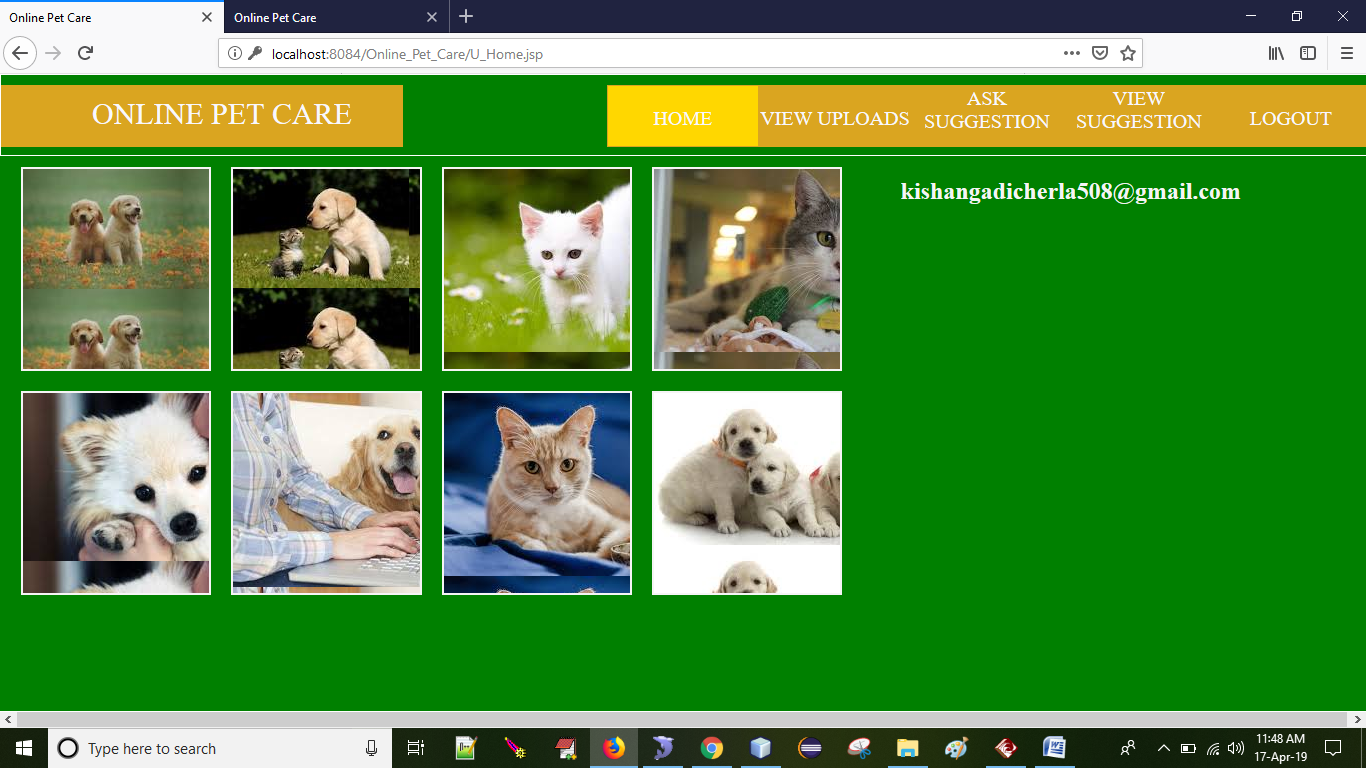 Online Pet Care
Online Pet Care
localhost:8084/Online_Pet_Care/U_Home.jsp
ONLINE PET CARE
HOME
VIEW UPLOADS
ASK
SUGGESTION
VIEW
SUGGESTION
LOGOUT
kishangadicherla508@gmail.com
Type here to search
11:48 AM
17-Apr-19